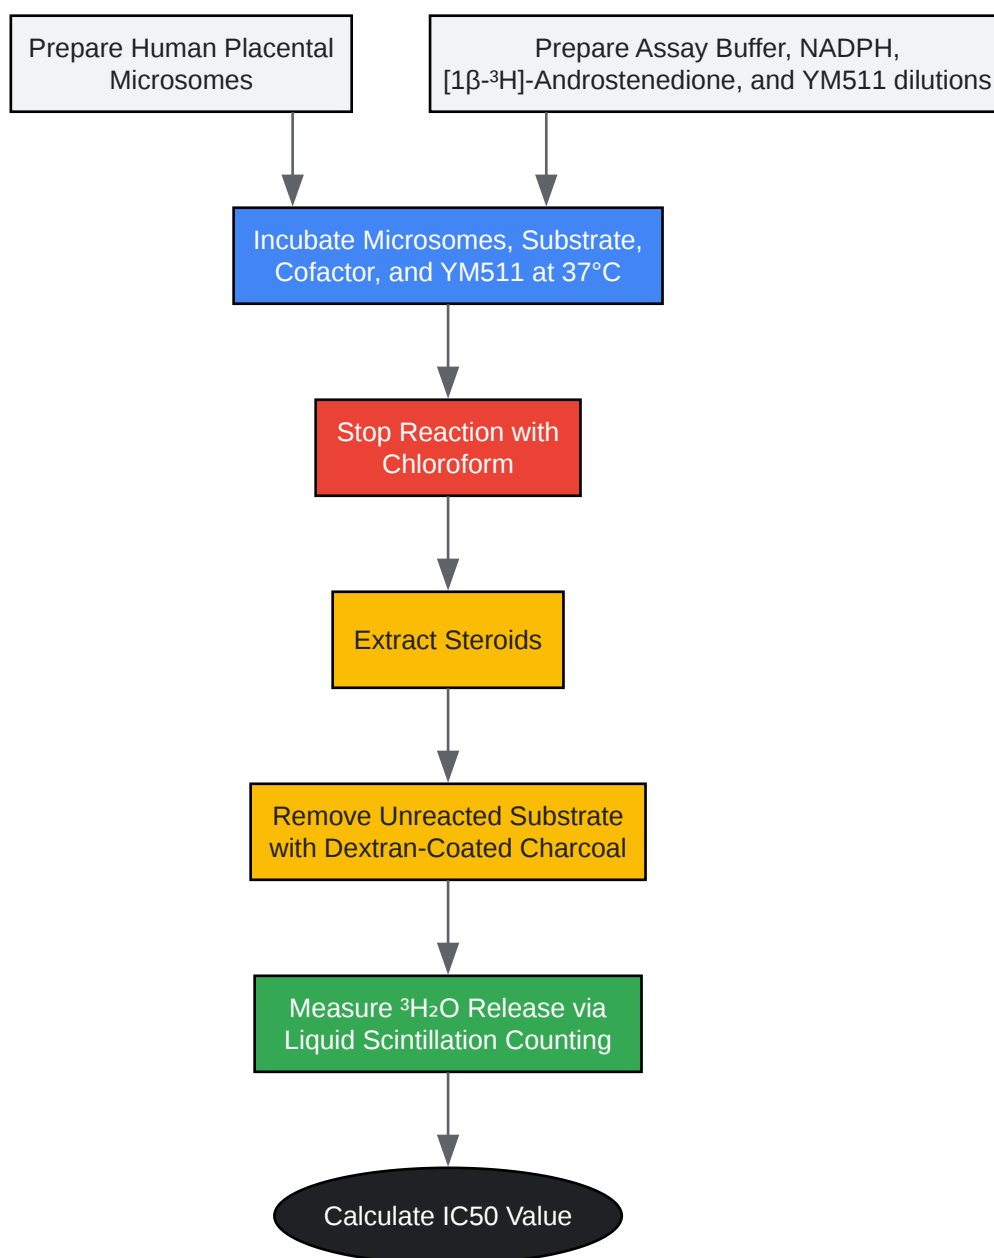 Prepare Human Placental
Microsomes
Prepare Assay Buffer, NADPH,
[1β-³H]-Androstenedione, and YM511 dilutions
Incubate Microsomes, Substrate,
Cofactor, and YM511 at 37°C
Stop Reaction with
Chloroform
Extract Steroids
Remove Unreacted Substrate
with Dextran-Coated Charcoal
Measure ³H₂O Release via
Liquid Scintillation Counting
Calculate IC50 Value